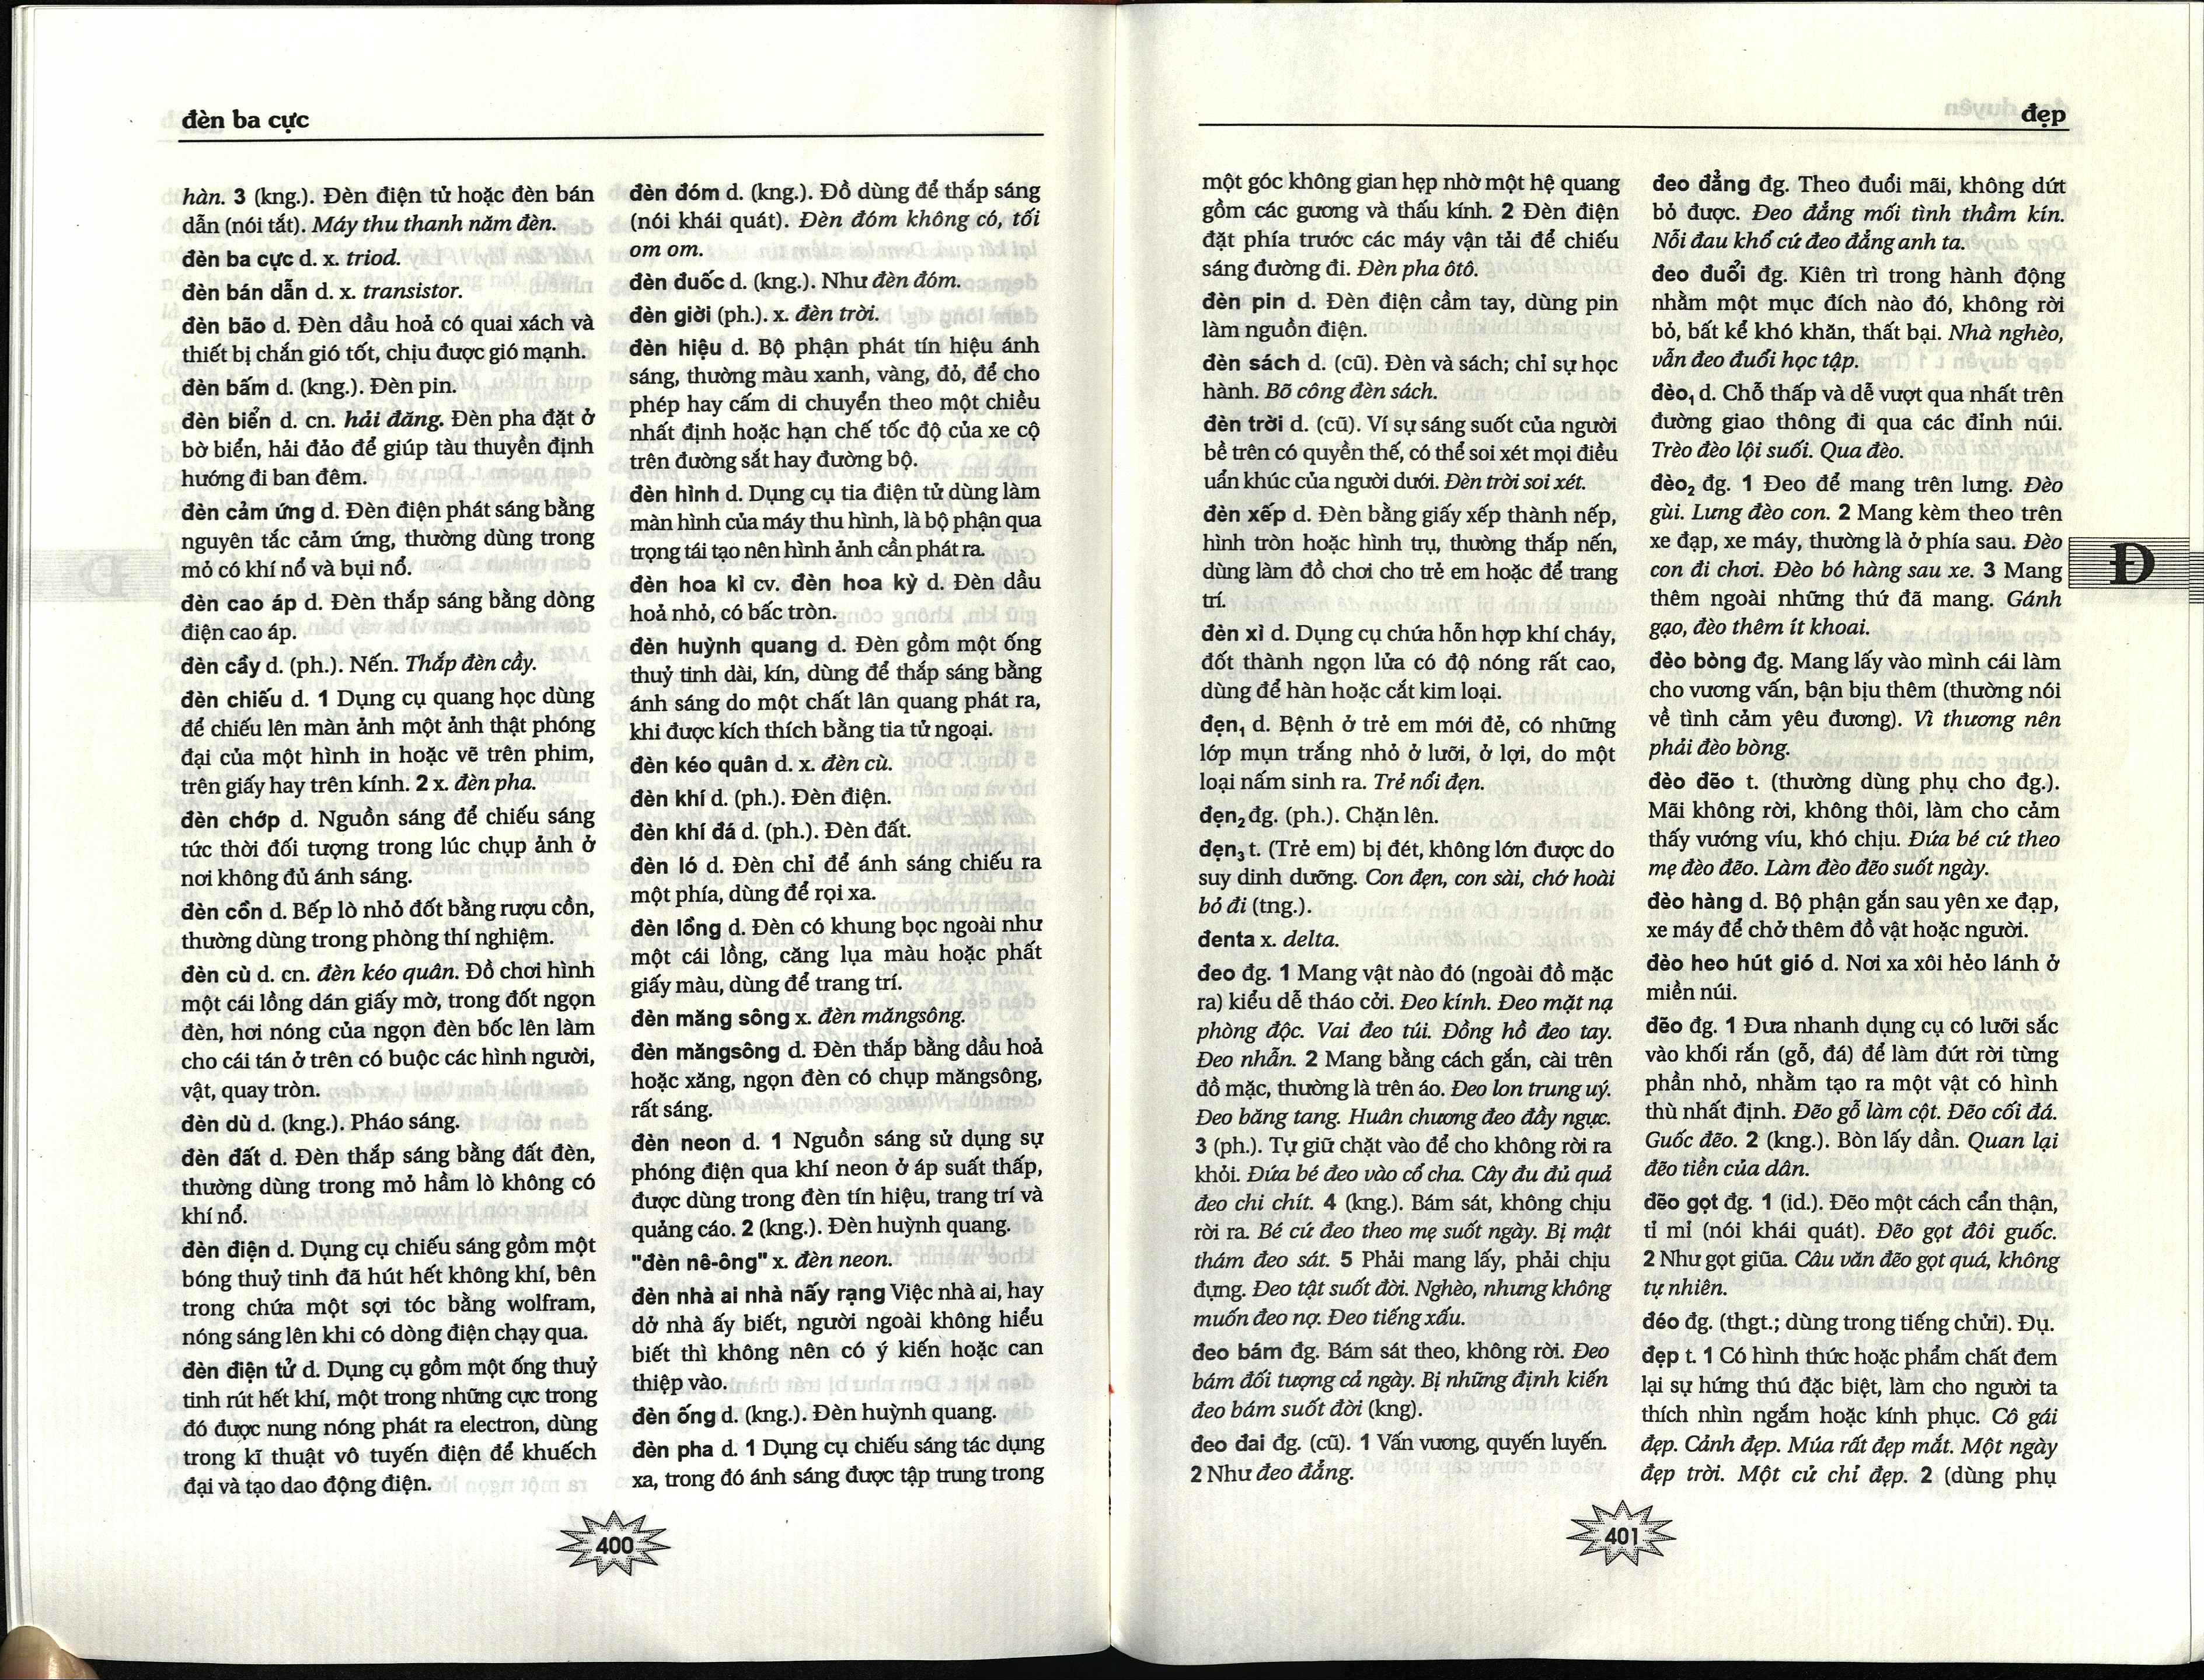 đèn ba cực
hàn. 3 (kng.). Đèn điện tử hoặc đèn bán
dẫn (nói tắt). Máy thu thanh năm đèn.
đèn ba cực d. x. triod.
đèn bán dẫn d. x. transistor.
đèn bão d. Đèn dầu hoả có quai xách và
thiết bị chắn gió tốt, chịu được gió mạnh.
đèn bấm d. (kng.). Đèn pin.
đèn biển d. cn. hải đăng. Đèn pha đặt ở
bờ biển, hải đảo để giúp tàu thuyền định
hướng đi ban đêm.
đèn cảm ứng d. Đèn điện phát sáng bằng
nguyên tắc cảm ứng, thường dùng trong
mỏ có khí nổ và bụi nổ.
đèn cao áp d. Đèn thắp sáng bằng dòng
điện cao áp.
đèn cầy d. (ph.). Nến. Thắp đèn cầy.
đèn chiếu d. 1 Dụng cụ quang học dùng
để chiếu lên màn ảnh một ảnh thật phóng
đại của một hình in hoặc vẽ trên phim,
trên giấy hay trên kính. 2 x. đèn pha.
đèn chớp d. Nguồn sáng để chiếu sáng
tức thời đối tượng trong lúc chụp ảnh ở
nơi không đủ ánh sáng.
đèn cồn d. Bếp lò nhỏ đốt bằng rượu cồn,
thường dùng trong phòng thí nghiệm.
đèn cù d. cn. đèn kéo quân. Đồ chơi hình
một cái lồng dán giấy mờ, trong đốt ngọn
đèn, hơi nóng của ngọn đèn bốc lên làm
cho cái tán ở trên có buộc các hình người,
vật, quay tròn.
đèn dù d. (kng.). Pháo sáng.
đèn đất d. Đèn thắp sáng bằng đất đèn,
thường dùng trong mỏ hầm lò không có
khí nổ.
đèn điện d. Dụng cụ chiếu sáng gồm một
bóng thuỷ tinh đã hút hết không khí, bên
trong chứa một sợi tóc bằng wolfram,
nóng sáng lên khi có dòng điện chạy qua.
đèn điện tử d. Dụng cụ gồm một ống thuỷ
tinh rút hết khí, một trong những cực trong
đó được nung nóng phát ra electron, dùng
trong kĩ thuật vô tuyến điện để khuếch
đại và tạo dao động điện.
đèn đóm d. (kng.). Đồ dùng để thắp sáng
(nói khái quát). Đèn đóm không có, tối
om om.
đèn đuốc d. (kng.). Như đèn đóm.
đèn giời (ph.). x. đèn trời.
đèn hiệu d. Bộ phận phát tín hiệu ánh
sáng, thường màu xanh, vàng, đỏ, để cho
phép hay cấm di chuyển theo một chiều
nhất định hoặc hạn chế tốc độ của xe cộ
trên đường sắt hay đường bộ.
đèn hình d. Dụng cụ tia điện tử dùng làm
màn hình của máy thu hình, là bộ phận qua
trọng tái tạo nên hình ảnh cần phát ra.
đèn hoa kì cv. đèn hoa kỳ d. Đèn dầu
hoả nhỏ, có bấc tròn.
đèn huỳnh quang d. Đèn gồm một ống
thuỷ tinh dài, kín, dùng để thắp sáng bằng
ánh sáng do một chất lân quang phát ra,
khi được kích thích bằng tia tử ngoại.
đèn kéo quân d. x. đèn cù.
đèn khí d. (ph.). Đèn điện.
đèn khí đá d. (ph.). Đèn đất.
đèn ló d. Đèn chỉ để ánh sáng chiếu ra
một phía, dùng để rọi xa.
đèn lồng d. Đèn có khung bọc ngoài như
một cái lồng, căng lụa màu hoặc phất
giấy màu, dùng để trang trí.
đèn măng sông x. đèn măngsông.
đèn măngsông d. Đèn thắp bằng dầu hoả
hoặc xăng, ngọn đèn có chụp măngsông,
rất sáng.
đèn neon d. 1 Nguồn sáng sử dụng sự
phóng điện qua khí neon ở áp suất thấp,
được dùng trong đèn tín hiệu, trang trí và
quảng cáo. 2 (kng.). Đèn huỳnh quang.
"đèn nê-ông" x. đèn neon.
đèn nhà ai nhà nấy rạng Việc nhà ai, hay
dở nhà ấy biết, người ngoài không hiểu
biết thì không nên có ý kiến hoặc can
thiệp vào.
đèn ống d. (kng.). Đèn huỳnh quang.
đèn pha d. 1 Dụng cụ chiếu sáng tác dụng
xa, trong đó ánh sáng được tập trung trong
400
đẹp
một góc không gian hẹp nhờ một hệ quang
gồm các gương và thấu kính. 2 Đèn điện
đặt phía trước các máy vận tải để chiếu
sáng đường đi. Đèn pha ôtô.
đèn pin d. Đèn điện cầm tay, dùng pin
làm nguồn điện.
đèn sách d. (cũ). Đèn và sách; chỉ sự học
hành. Bõ công đèn sách.
đèn trời d. (cũ). Ví sự sáng suốt của người
bề trên có quyền thế, có thể soi xét mọi điều
uẩn khúc của người dưới. Đèn trời soi xét.
đèn xếp d. Đèn bằng giấy xếp thành nếp,
hình tròn hoặc hình trụ, thường thắp nến,
dùng làm đồ chơi cho trẻ em hoặc để trang
trí.
đèn xì d. Dụng cụ chứa hỗn hợp khí cháy,
đốt thành ngọn lửa có độ nóng rất cao,
dùng để hàn hoặc cắt kim loại.
đẹn₁ d. Bệnh ở trẻ em mới đẻ, có những
lớp mụn trắng nhỏ ở lưỡi, ở lợi, do một
loại nấm sinh ra. Trẻ nổi đẹn.
đẹn₂ đg. (ph.). Chặn lên.
đẹn₃ t. (Trẻ em) bị đét, không lớn được do
suy dinh dưỡng. Con đẹn, con sài, chớ hoài
bỏ đi (tng.).
đenta x. delta.
đeo đg. 1 Mang vật nào đó (ngoài đồ mặc
ra) kiểu dễ tháo cởi. Đeo kính. Đeo mặt nạ
phòng độc. Vai đeo túi. Đồng hồ đeo tay.
Đeo nhẫn. 2 Mang bằng cách gắn, cài trên
đồ mặc, thường là trên áo. Đeo lon trung uý.
Đeo băng tang. Huân chương đeo đầy ngực.
3 (ph.). Tự giữ chặt vào để cho không rời ra
khỏi. Đứa bé đeo vào cổ cha. Cây đu đủ quả
đeo chi chít. 4 (kng.). Bám sát, không chịu
rời ra. Bé cứ đeo theo mẹ suốt ngày. Bị mật
thám đeo sát. 5 Phải mang lấy, phải chịu
đựng. Đeo tật suốt đời. Nghèo, nhưng không
muốn đeo nợ. Đeo tiếng xấu.
đeo bám đg. Bám sát theo, không rời. Đeo
bám đối tượng cả ngày. Bị những định kiến
đeo bám suốt đời (kng).
đeo đai đg. (cũ). 1 Vấn vương, quyến luyến.
2 Như đeo đẳng.
đeo đẳng đg. Theo đuổi mãi, không dứt
bỏ được. Đeo đẳng mối tình thầm kín.
Nỗi đau khổ cứ đeo đẳng anh ta.
đeo đuổi đg. Kiên trì trong hành động
nhằm một mục đích nào đó, không rời
bỏ, bất kể khó khăn, thất bại. Nhà nghèo,
vẫn đeo đuổi học tập.
đèo₁ d. Chỗ thấp và dễ vượt qua nhất trên
đường giao thông đi qua các đỉnh núi.
Trèo đèo lội suối. Qua đèo.
đèo₂ đg. 1 Đeo để mang trên lưng. Đèo
gùi. Lưng đèo con. 2 Mang kèm theo trên
xe đạp, xe máy, thường là ở phía sau. Đèo
con đi chơi. Đèo bó hàng sau xe. 3 Mang
thêm ngoài những thứ đã mang. Gánh
gạo, đèo thêm ít khoai.
đèo bòng đg. Mang lấy vào mình cái làm
cho vương vấn, bận bịu thêm (thường nói
về tình cảm yêu đương). Vì thương nên
phải đèo bòng.
đèo đẽo t. (thường dùng phụ cho đg.).
Mãi không rời, không thôi, làm cho cảm
thấy vướng víu, khó chịu. Đứa bé cứ theo
mẹ đèo đẽo. Làm đèo đẽo suốt ngày.
đèo hàng d. Bộ phận gắn sau yên xe đạp,
xe máy để chở thêm đồ vật hoặc người.
đèo heo hút gió d. Nơi xa xôi hẻo lánh ở
miền núi.
đẽo đg. 1 Đưa nhanh dụng cụ có lưỡi sắc
vào khối rắn (gỗ, đá) để làm đứt rời từng
phần nhỏ, nhằm tạo ra một vật có hình
thù nhất định. Đẽo gỗ làm cột. Đẽo cối đá.
Guốc đẽo. 2 (kng.). Bòn lấy dần. Quan lại
đẽo tiền của dân.
đẽo gọt đg. 1 (id.). Đẽo một cách cẩn thận,
tỉ mỉ (nói khái quát). Đẽo gọt đôi guốc.
2 Như gọt giũa. Câu văn đẽo gọt quá, không
tự nhiên.
đéo đg. (thgt.; dùng trong tiếng chửi). Đụ.
đẹp t. 1 Có hình thức hoặc phẩm chất đem
lại sự hứng thú đặc biệt, làm cho người ta
thích nhìn ngắm hoặc kính phục. Cô gái
đẹp. Cảnh đẹp. Múa rất đẹp mắt. Một ngày
đẹp trời. Một cử chỉ đẹp. 2 (dùng phụ
Đ
401